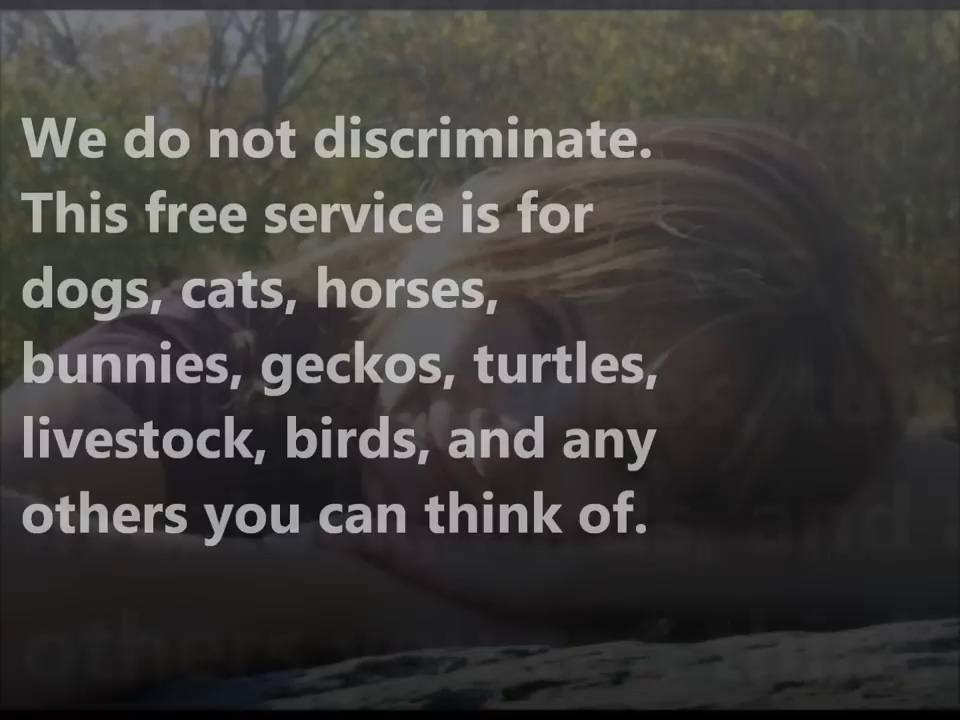 We do not discriminate.
This free service is for
dogs, cats, horses,
bunnies, geckos, turtles,
livestock, birds, and any
others you can think of.